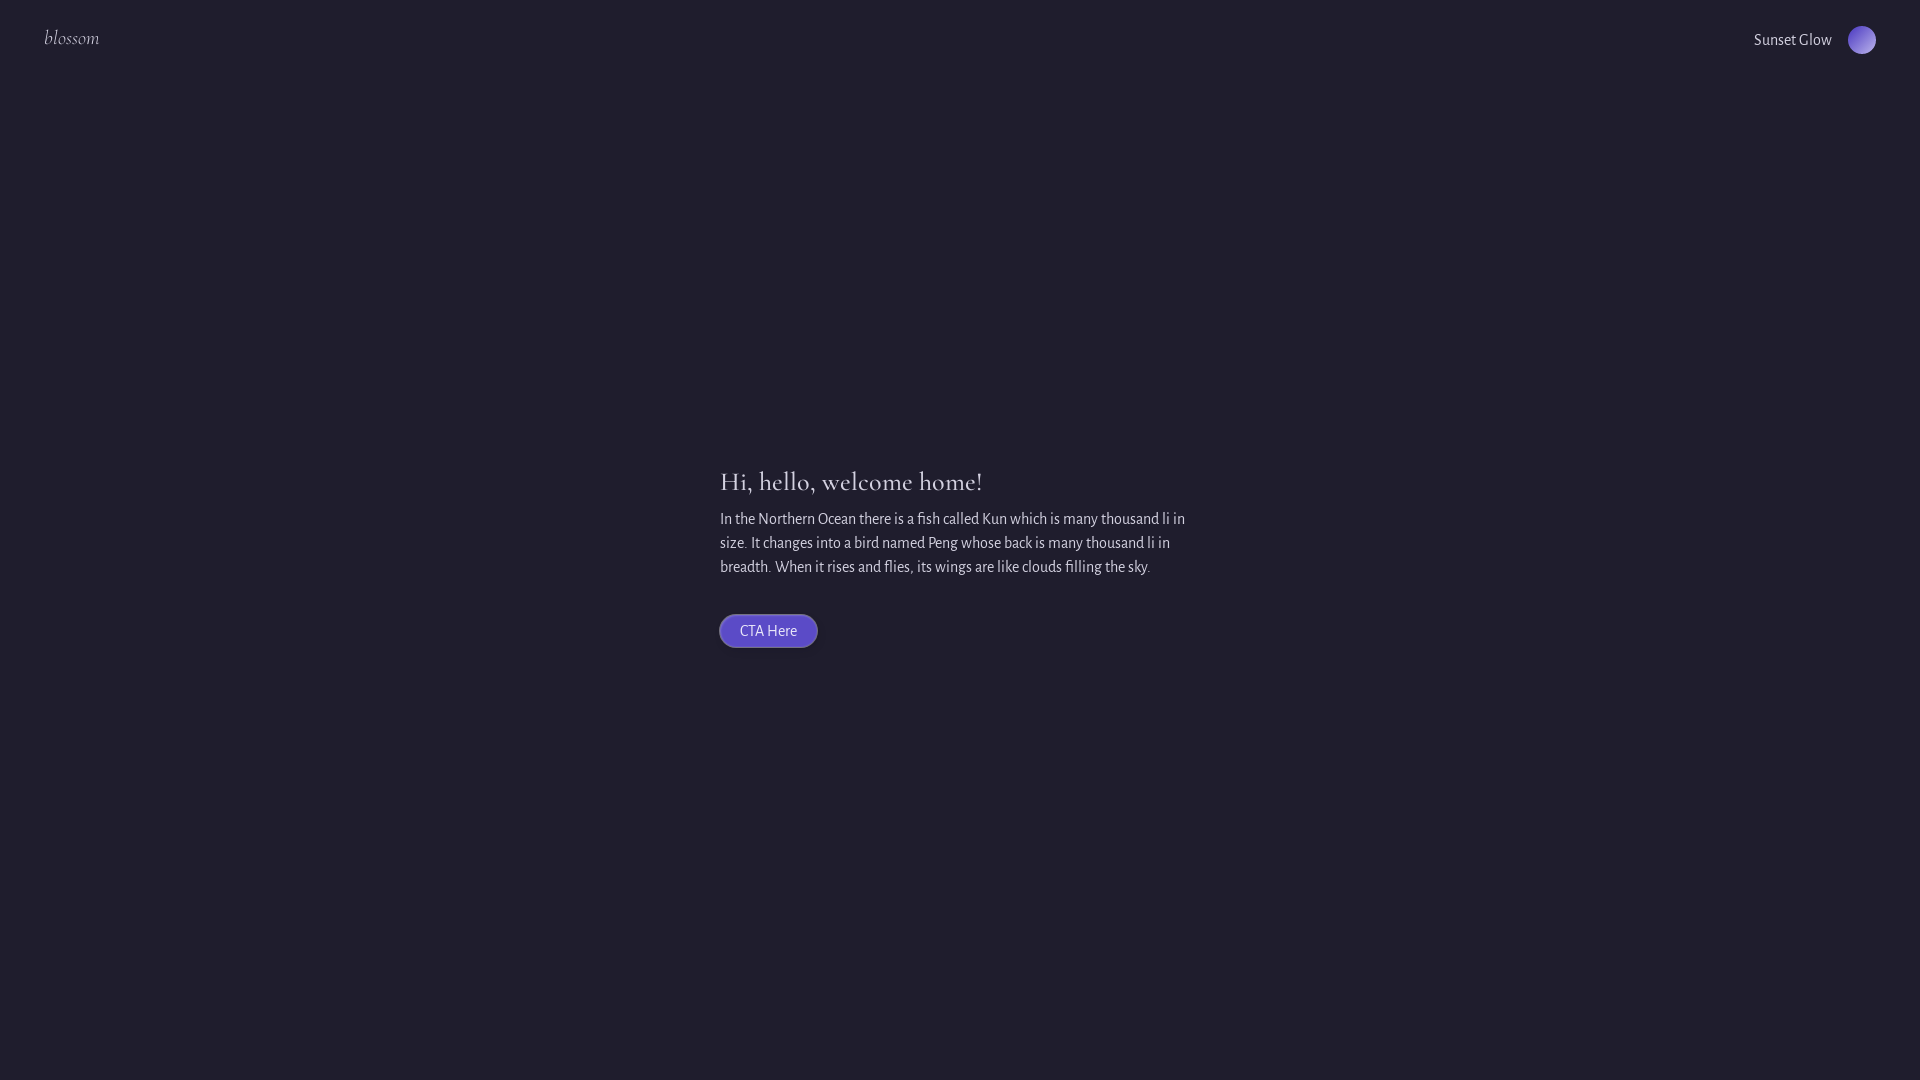 blossom
Sunset Glow
Hi, hello, welcome home!
In the Northern Ocean there is a fish called Kun which is many thousand li in
size. It changes into a bird named Peng whose back is many thousand li in
breadth. When it rises and flies, its wings are like clouds filling the sky.
CTA Here